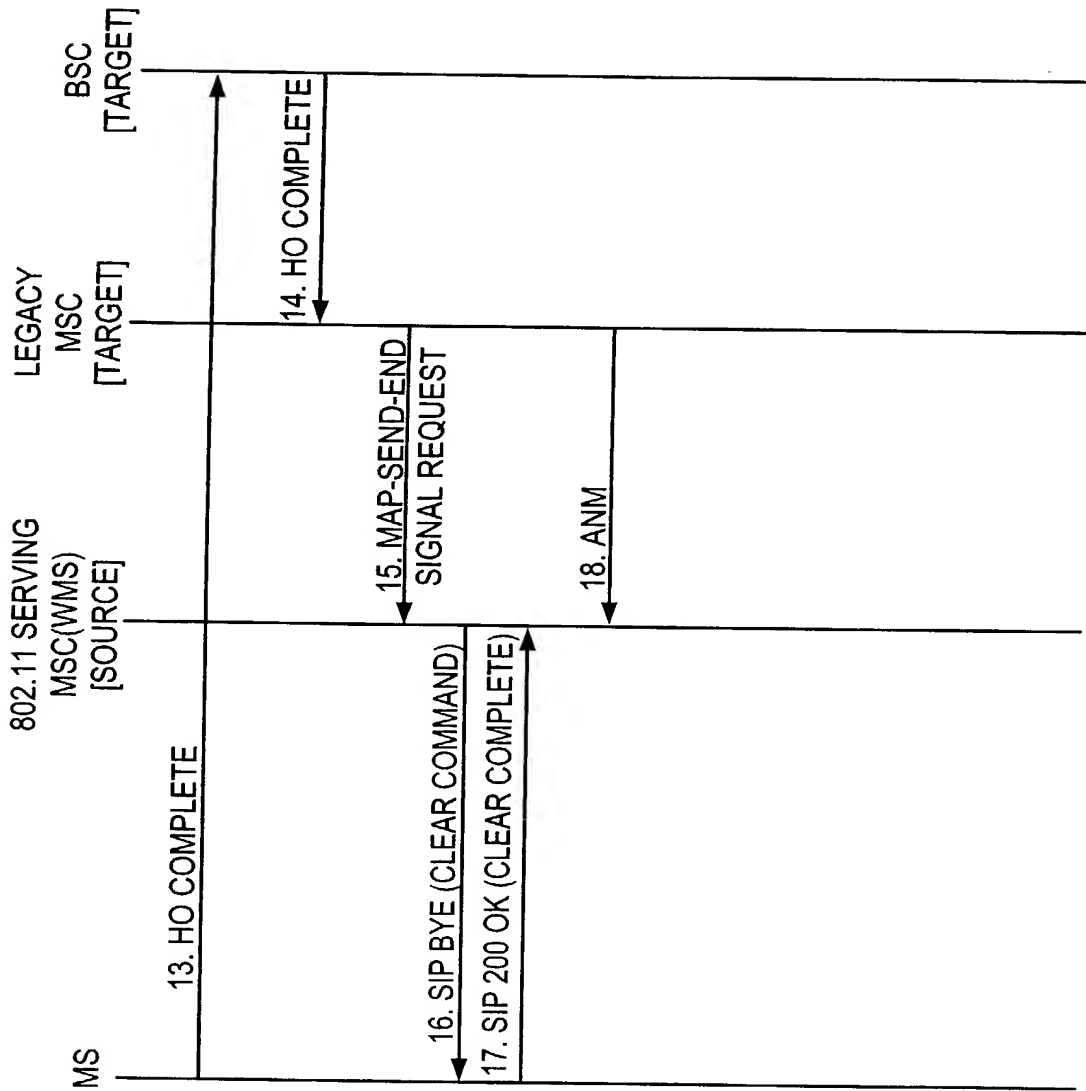 MS
802.11 SERVING
MSC(WMS)
[SOURCE]
LEGACY
MSC
[TARGET]
BSC
[TARGET]
13. HO COMPLETE
14. HO COMPLETE
15. MAP-SEND-END
SIGNAL REQUEST
16. SIP BYE (CLEAR COMMAND)
17. SIP 200 OK (CLEAR COMPLETE)
18. ANM